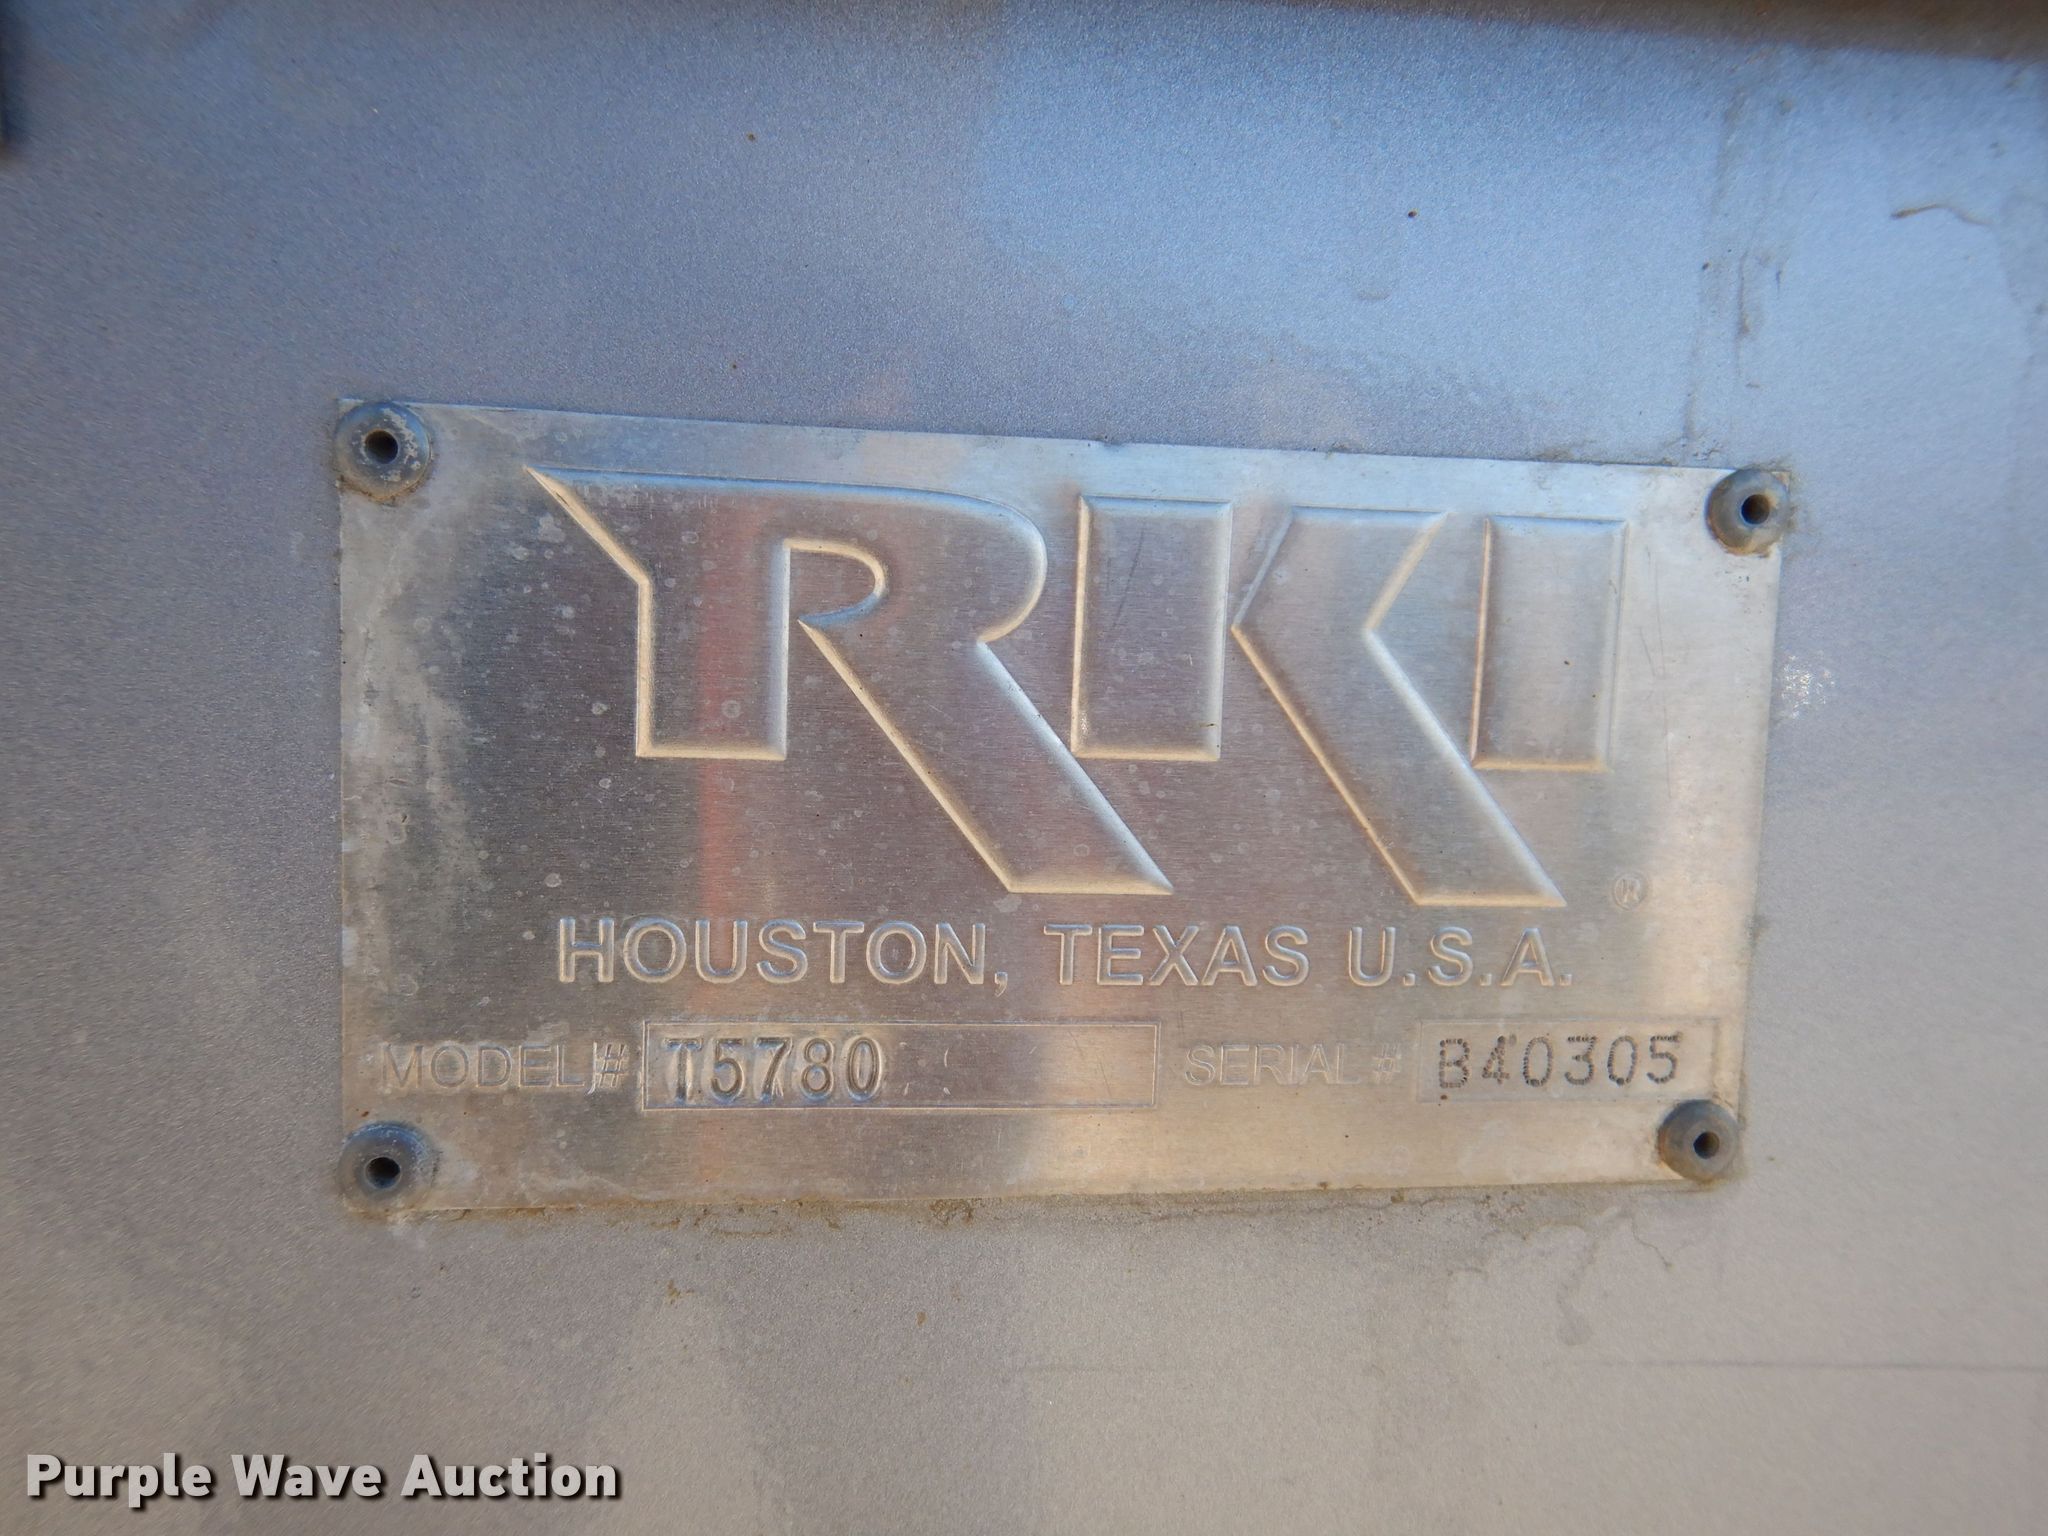 RKI ®
HOUSTON, TEXAS U.S.A.
MODEL # T5780 SERIAL # B40305
Purple Wave Auction